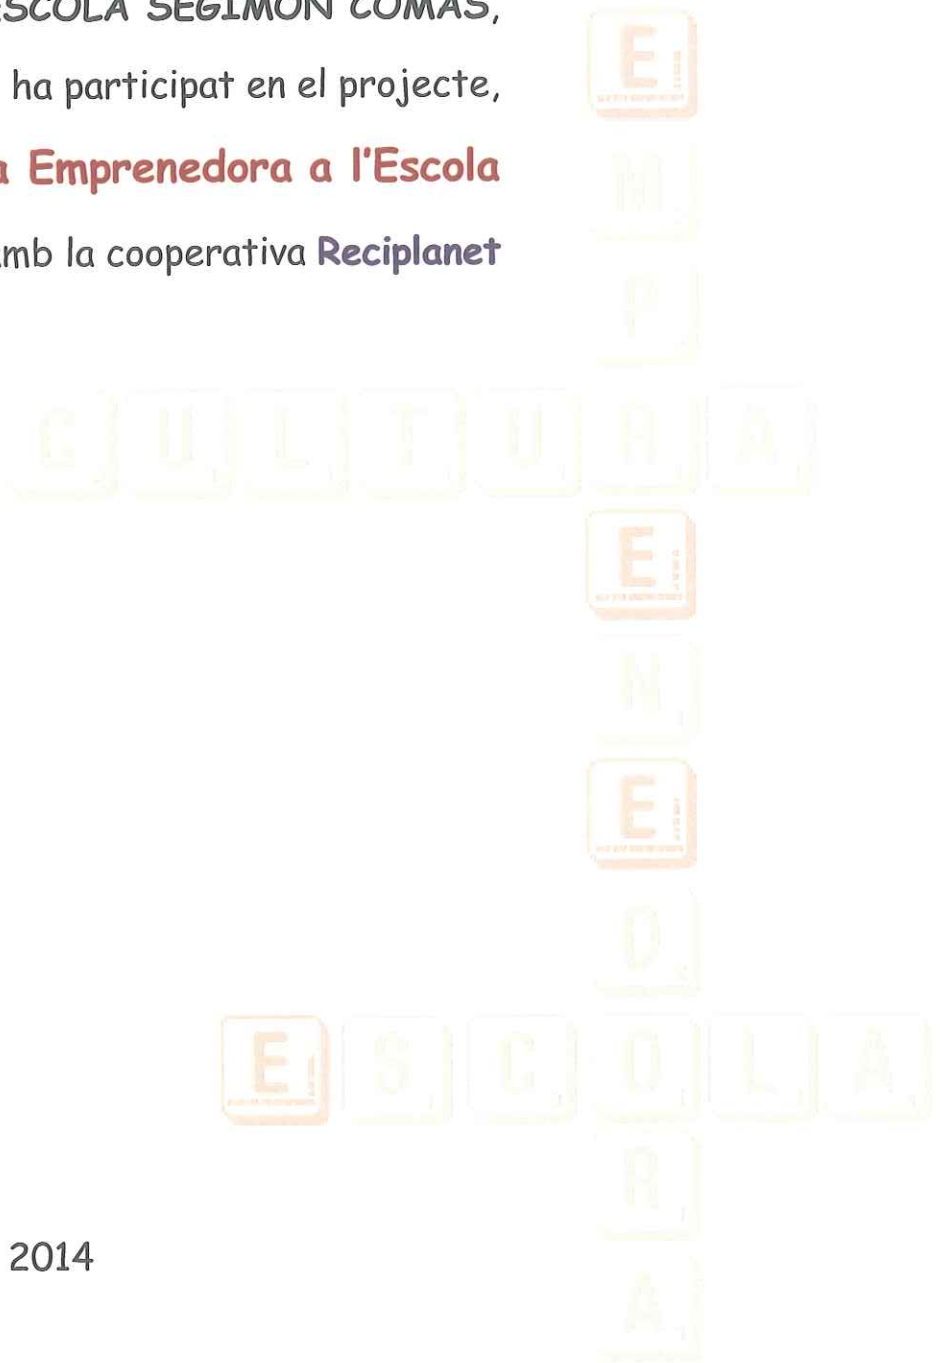 ESCOLA SEGIMON COMAS,
ha participat en el projecte,
a Emprenedora a l'Escola
mb la cooperativa Reciplanet
EMPRENEDORA
CULTURA
ESCOLA
2014